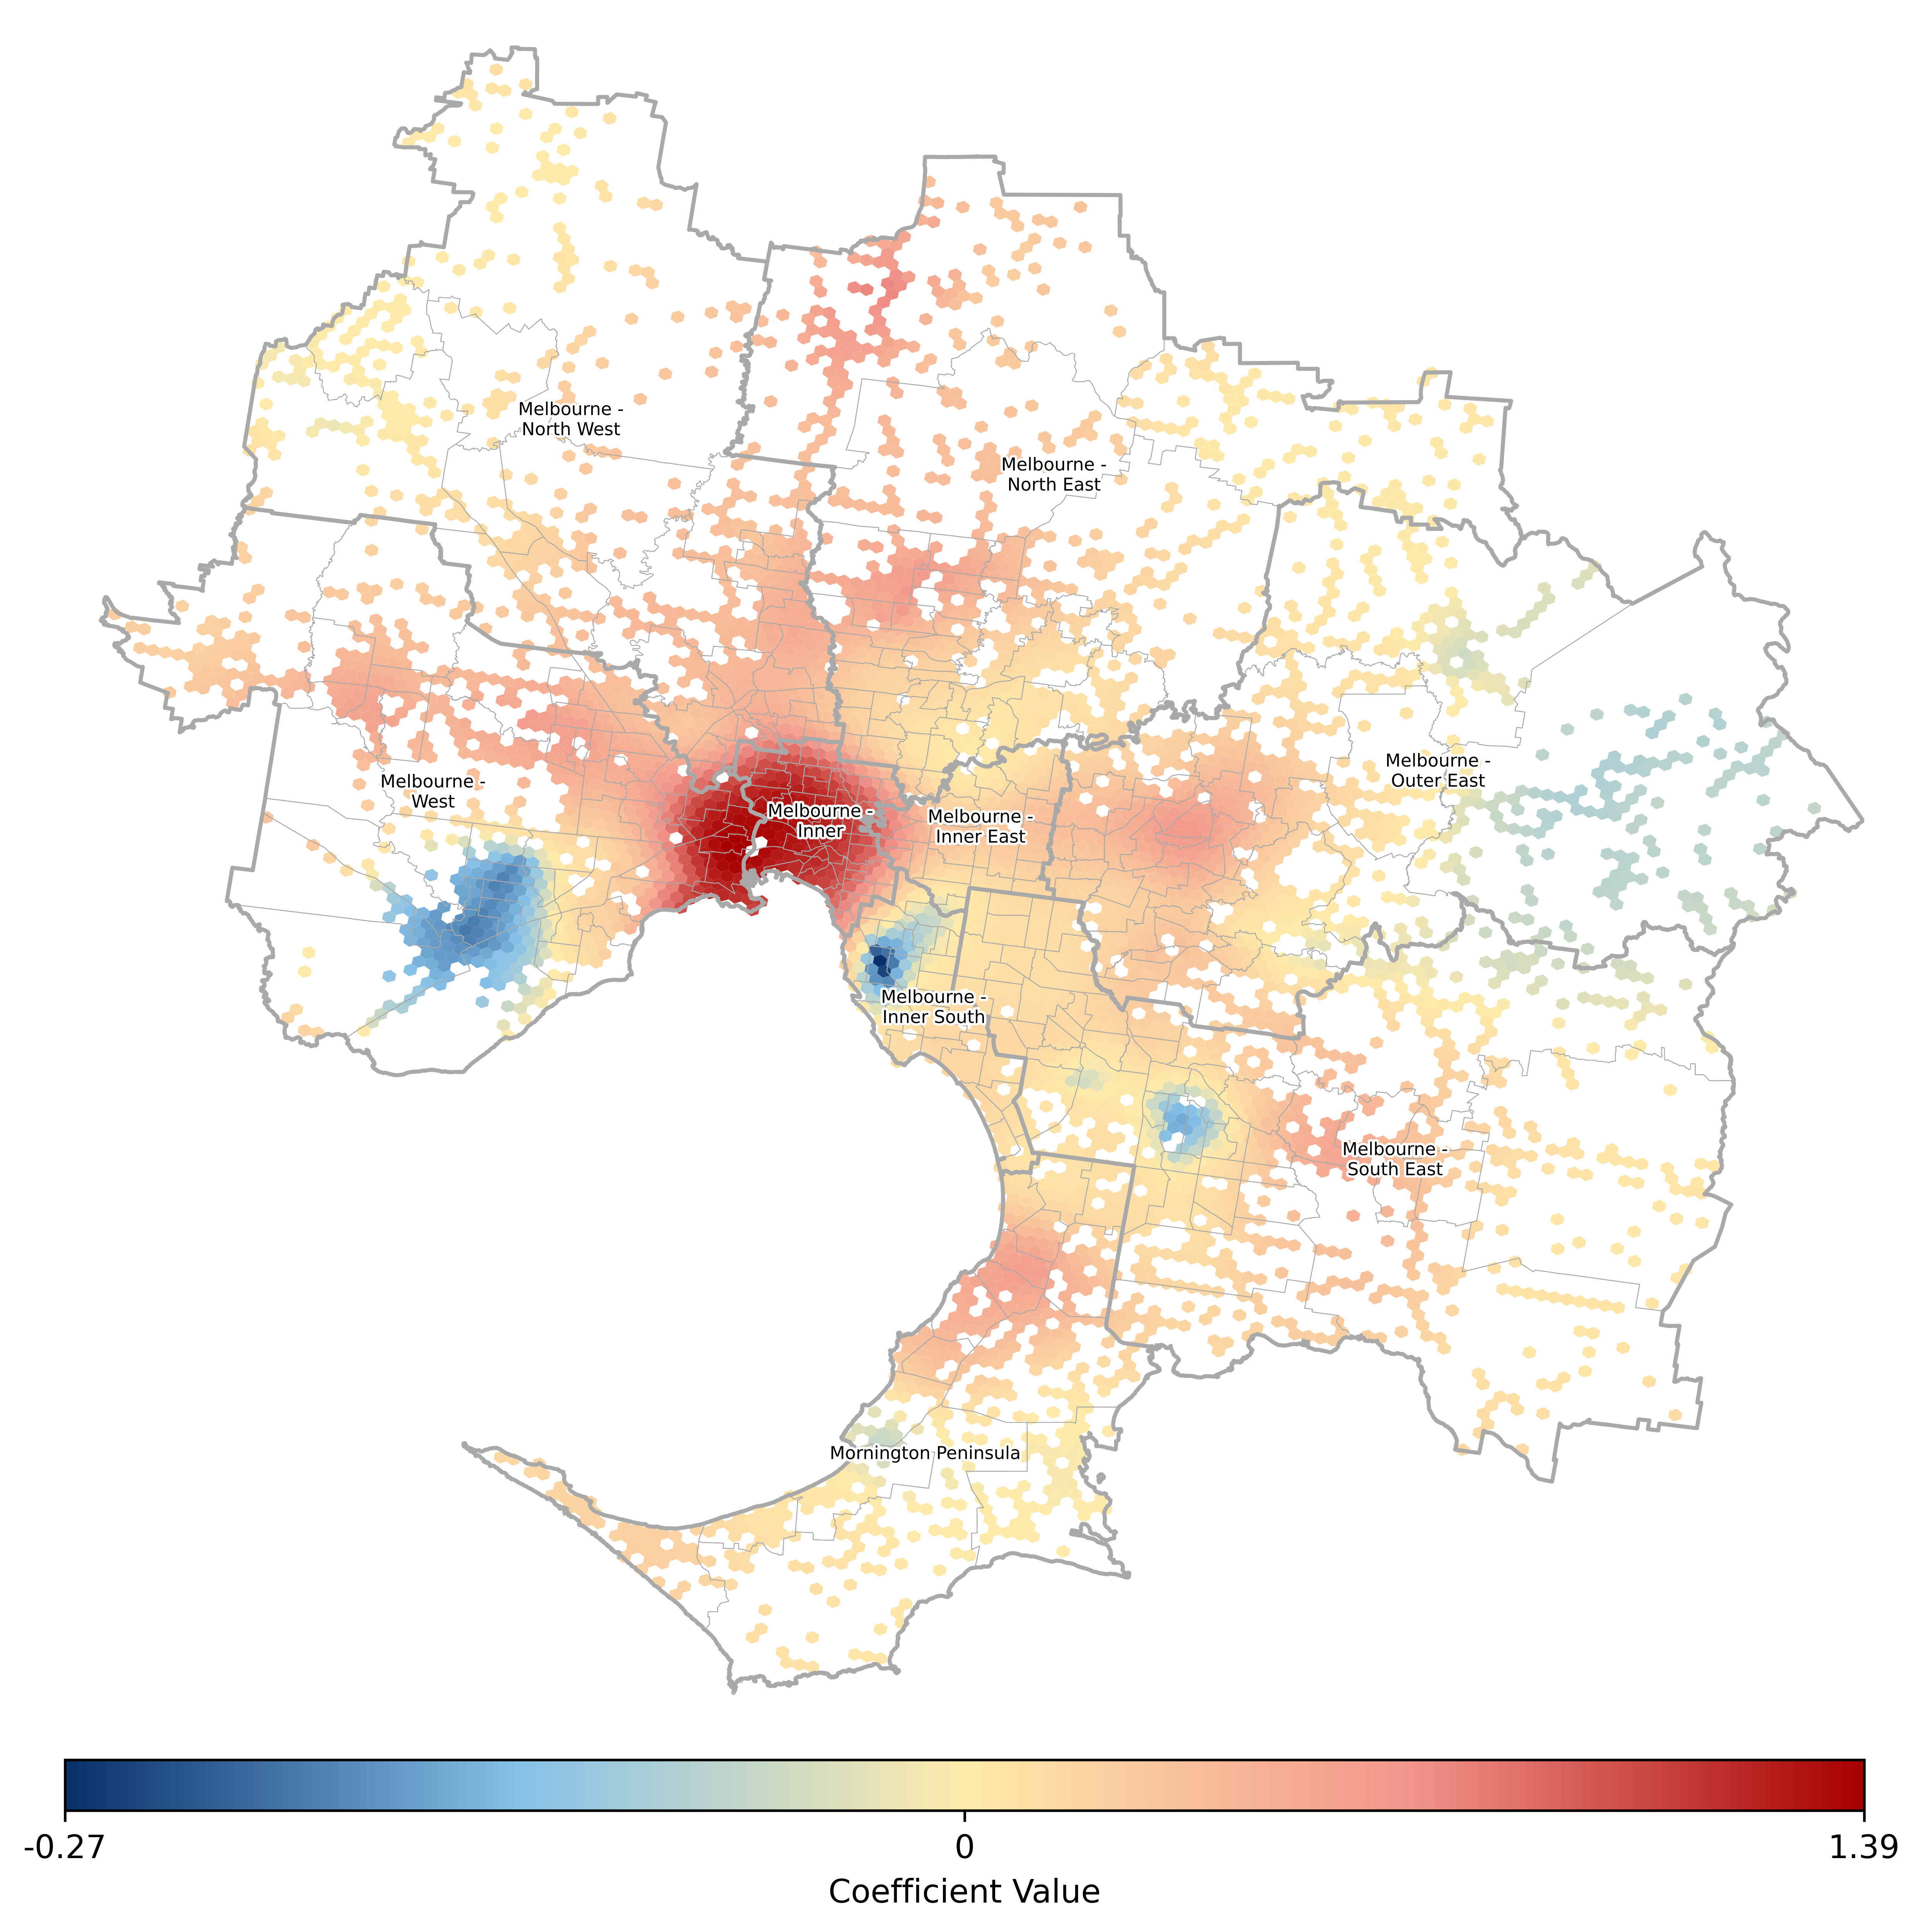 Melbourne -
North West
Melbourne -
North East
Melbourne -
Outer East
Melbourne -
West
Melbourne -
Inner
Melbourne -
Inner East
Melbourne -
Inner South
Melbourne -
South East
Mornington Peninsula
-0.27
0
1.39
Coefficient Value